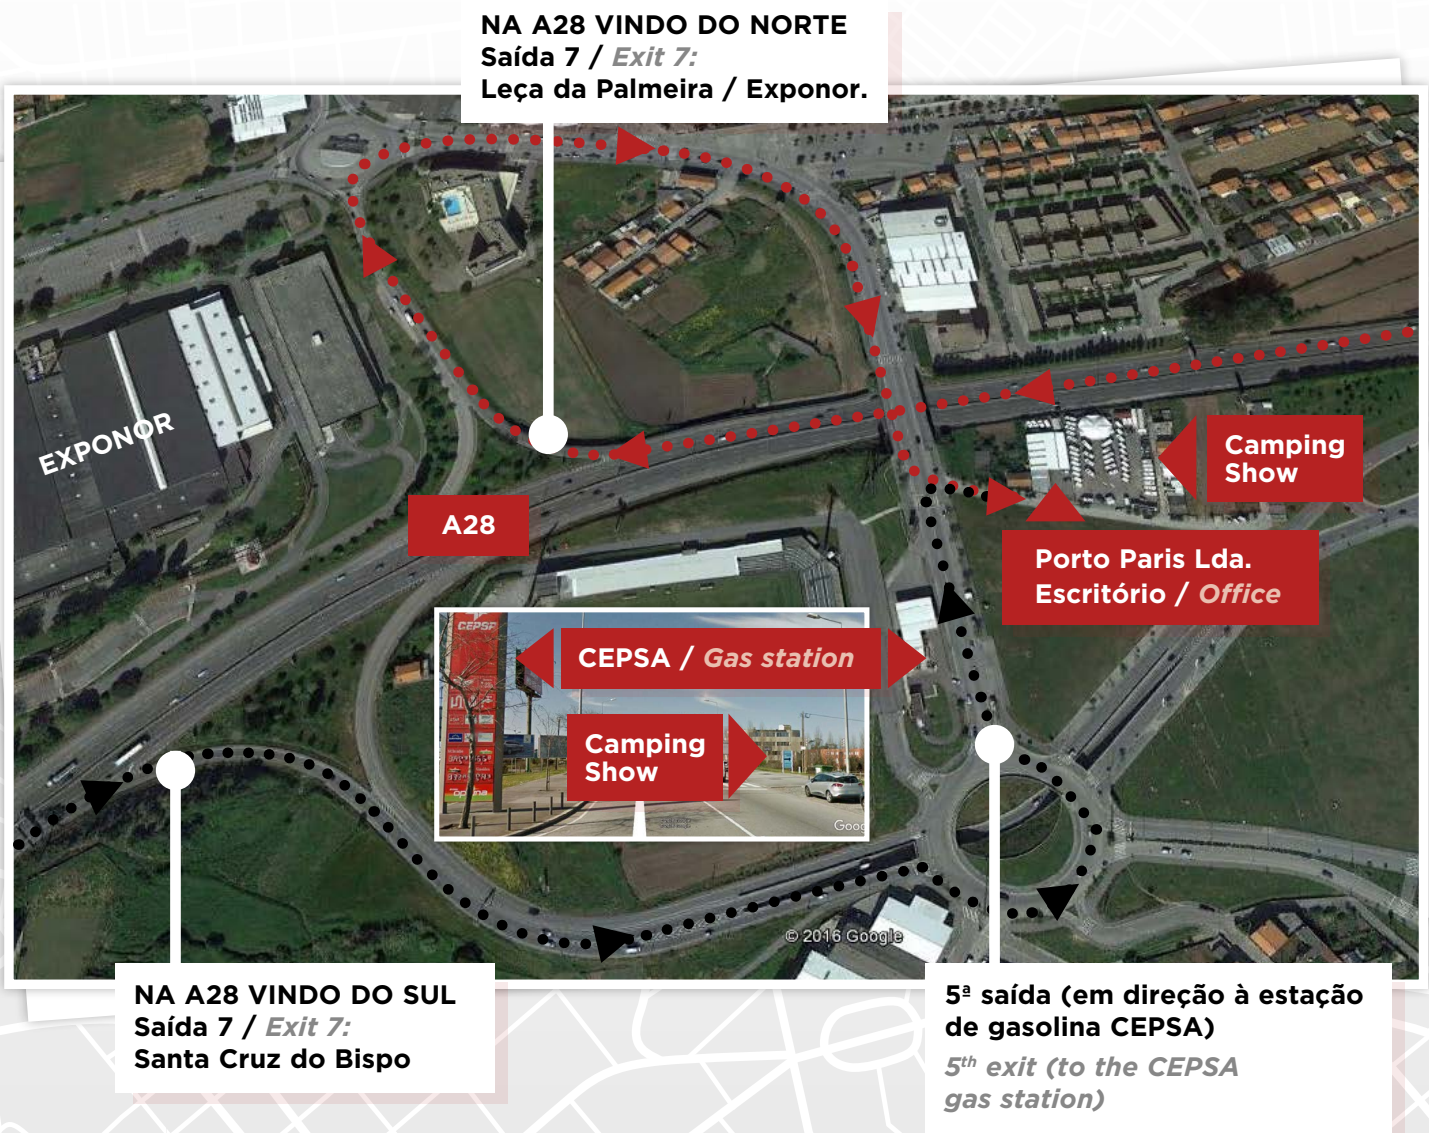 NA A28 VINDO DO NORTE
Saída 7 / Exit 7:
Leça da Palmeira / Exponor.
EXPONOR
A28
Camping
Show
Porto Paris Lda.
Escritório / Office
CEPSA
CEPSA / Gas station
Camping
Show
optima
Goo
© 2016 Google
NA A28 VINDO DO SUL
Saída 7 / Exit 7:
Santa Cruz do Bispo
5ª saída (em direção à estação
de gasolina CEPSA)
5th exit (to the CEPSA
gas station)